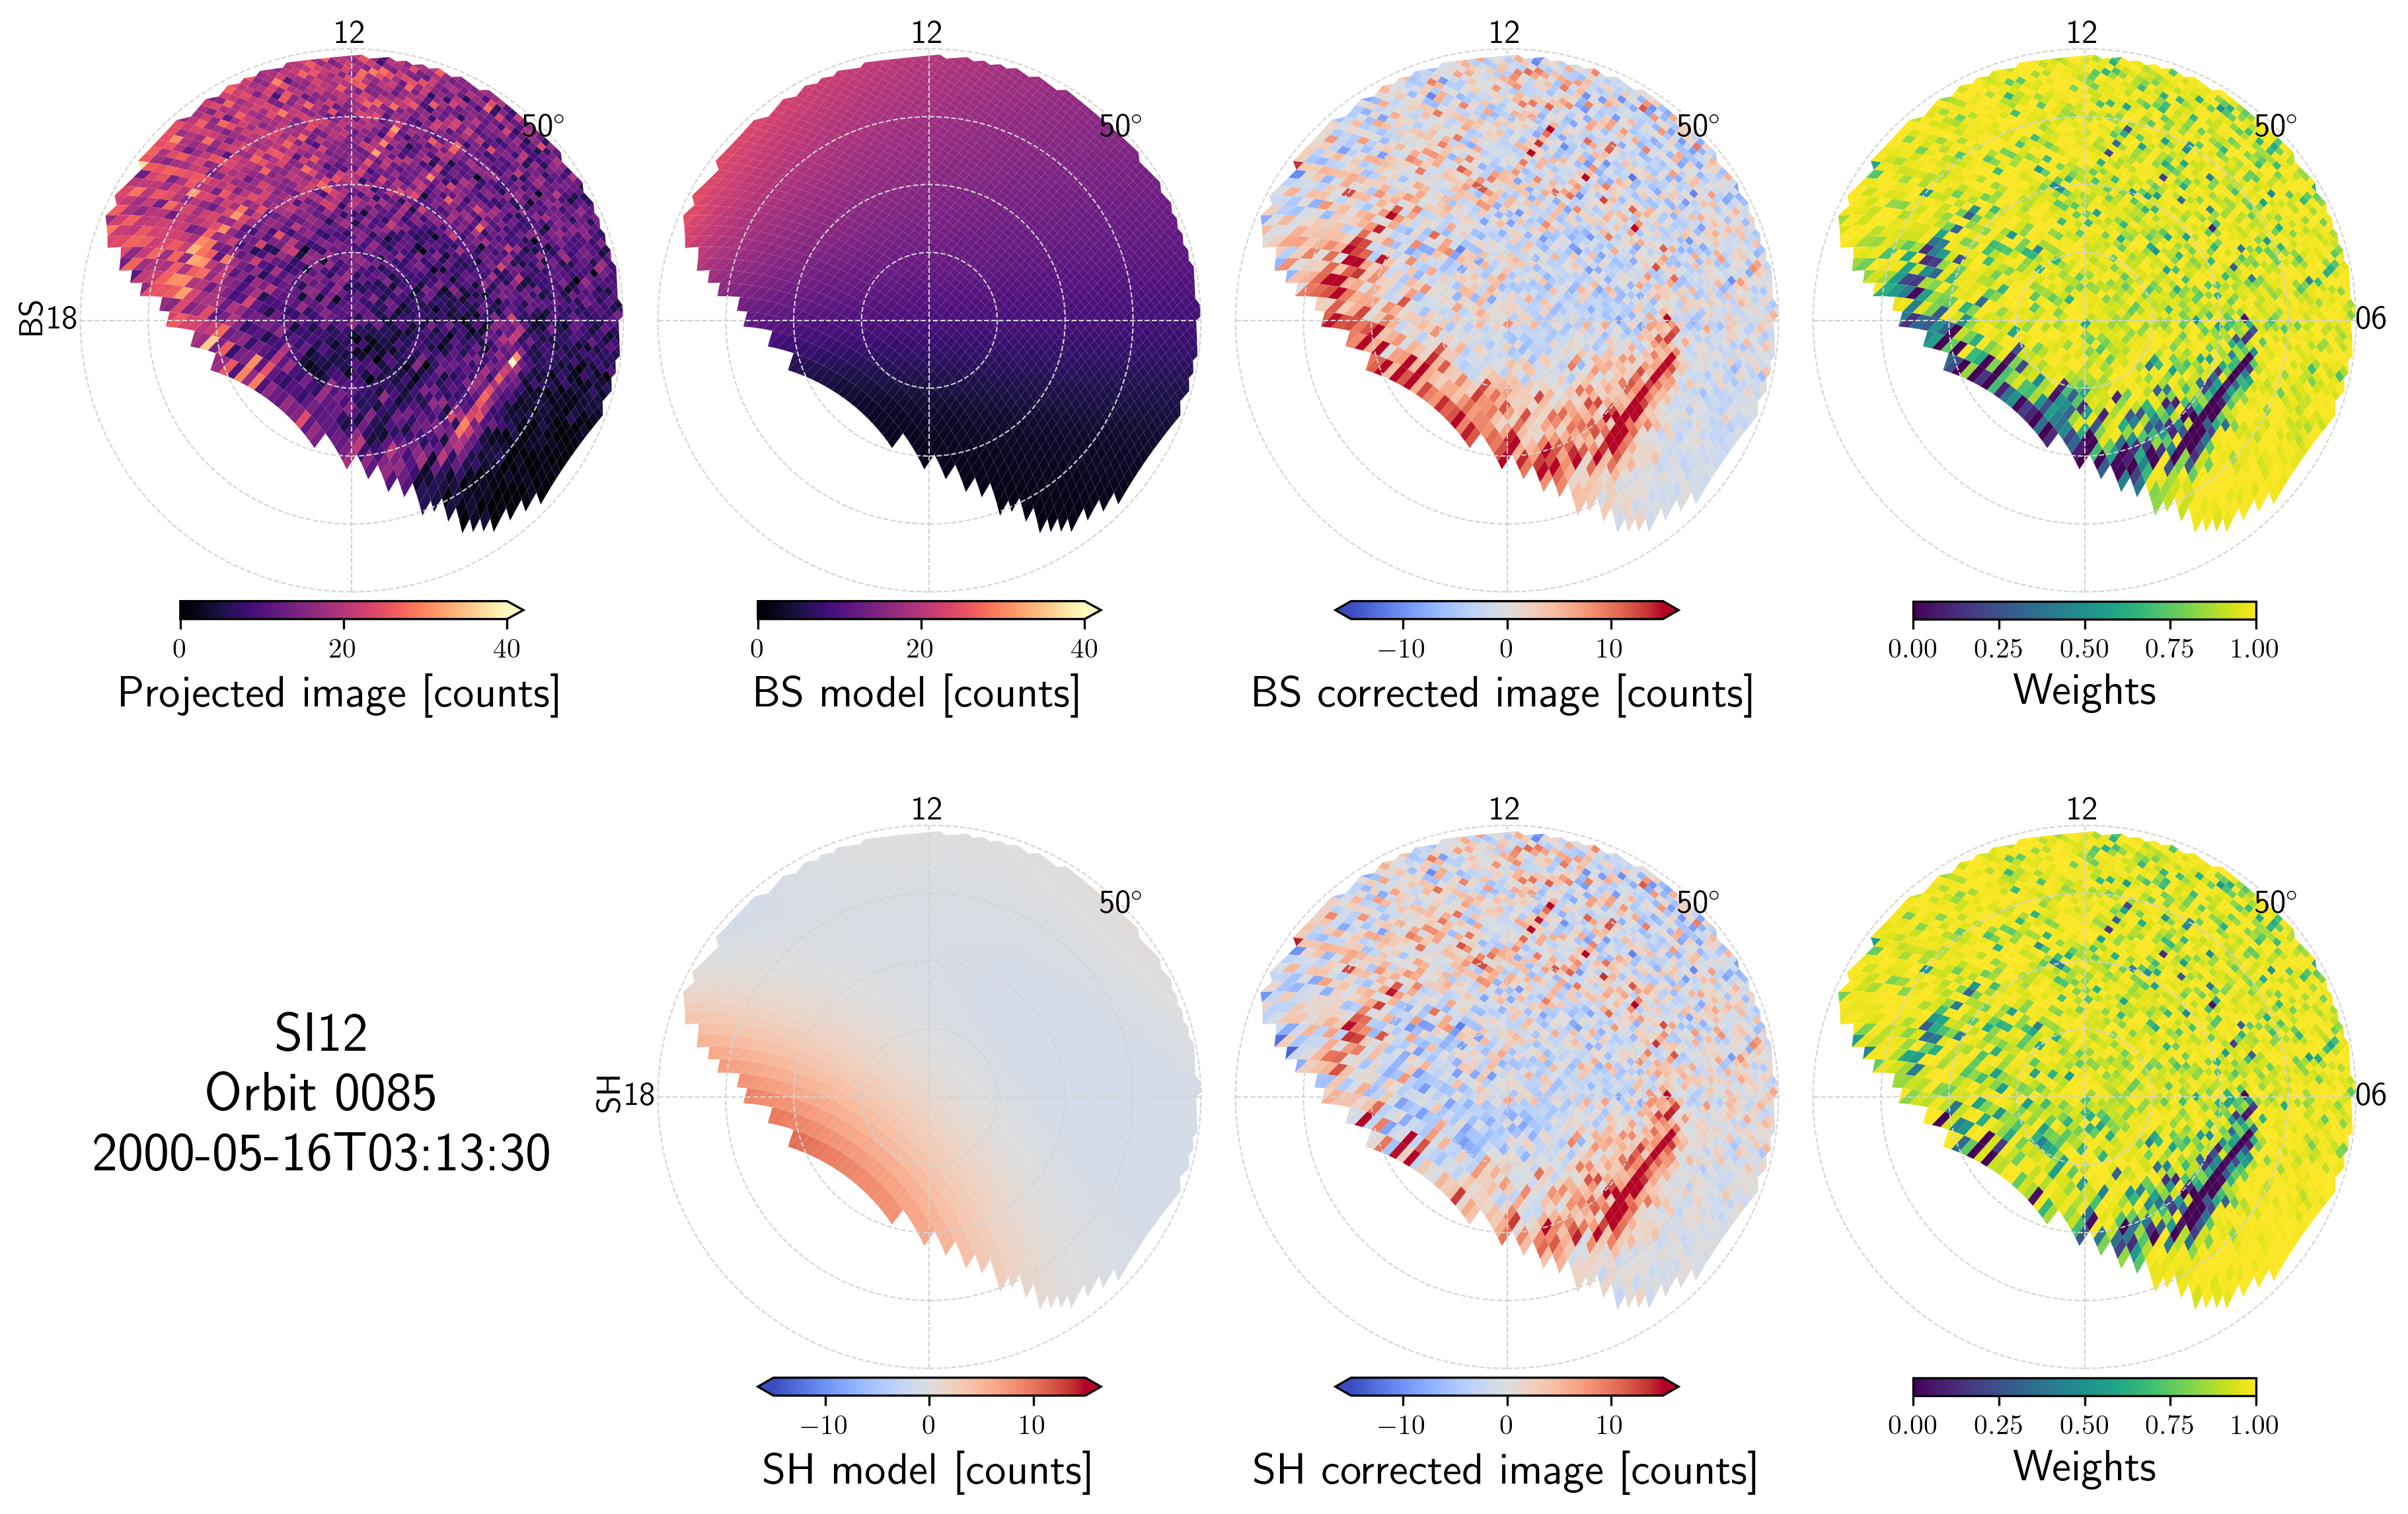 12 12 12 12
50° 50° 50° 50°
BS 18 06
0 20 40 0 20 40 −10 0 10 0.00 0.25 0.50 0.75 1.00
Projected image [counts] BS model [counts] BS corrected image [counts] Weights
12 12 12
50° 50° 50°
SI12
Orbit 0085
2000-05-16T03:13:30
SH 18 06
−10 0 10 −10 0 10 0.00 0.25 0.50 0.75 1.00
SH model [counts] SH corrected image [counts] Weights